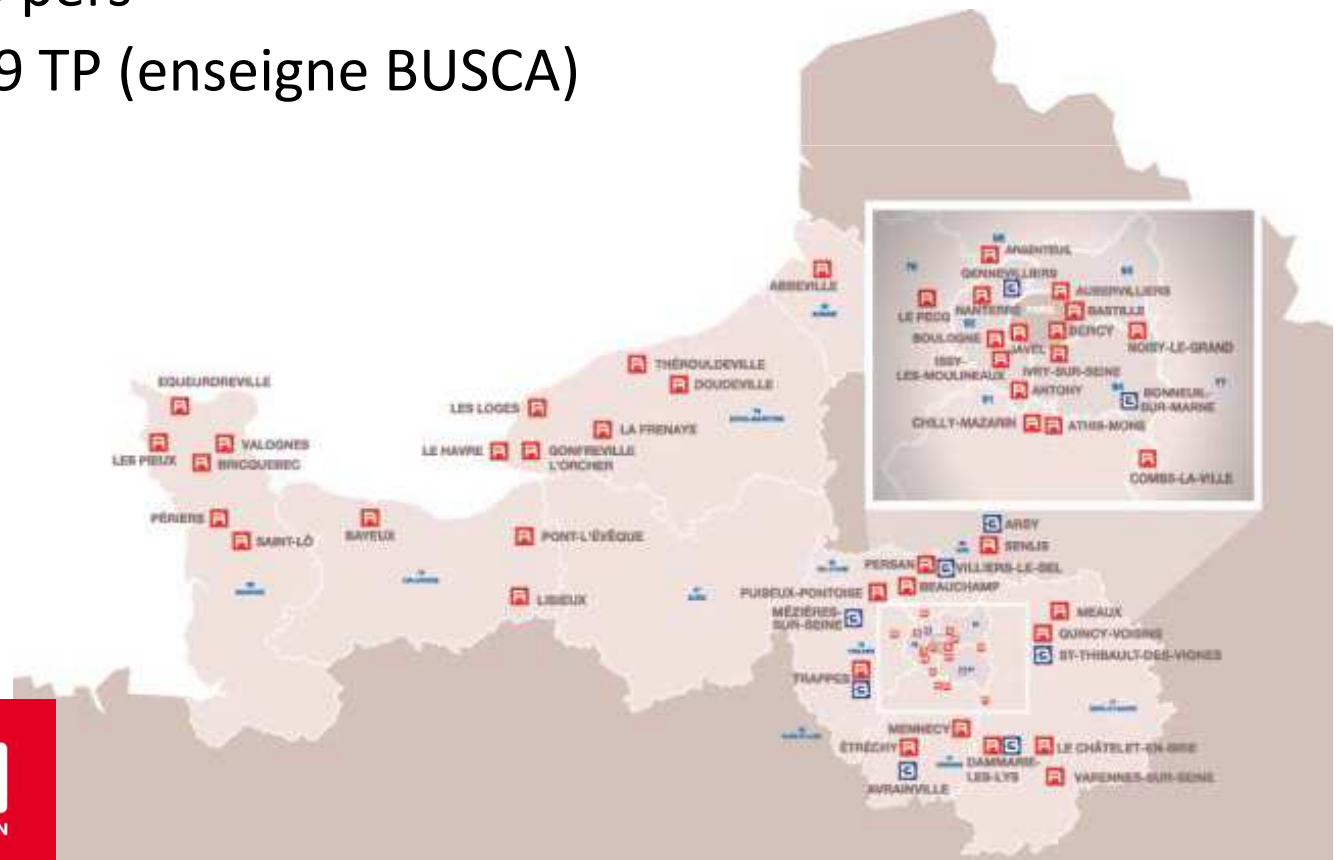 pers
9 TP (enseigne BUSCA)
ABBEVILLE
ARGENTEUIL
GENNEVILLIERS
AUBERVILLIERS
LE PECQ
NANTERRE
BASTILLE
BOULOGNE
JAVEL
BERCY
NOISY-LE-GRAND
ISSY-
LES-MOULINEAUX
IVRY-SUR-SEINE
ANTONY
BONNEUIL-
SUR-MARNE
CHILLY-MAZARIN
ATHIS-MONS
COMBS-LA-VILLE
THÉROULDEVILLE
DOUDEVILLE
LES LOGES
LA FRENAYE
LE HAVRE
GONFREVILLE
L'ORCHER
EQUEURDREVILLE
LES PIEUX
VALOGNES
BRICQUEBEC
PÉRIERS
SAINT-LÔ
BAYEUX
PONT-L'ÉVÊQUE
LISIEUX
ARSY
SENLIS
PERSAN
VILLIERS-LE-BEL
PUISEUX-PONTOISE
BEAUCHAMP
MÉZIÈRES-
SUR-SEINE
MEAUX
QUINCY-VOISINS
ST-THIBAULT-DES-VIGNES
TRAPPES
MENNECY
ÉTRÉCHY
DAMMARIE-
LES-LYS
LE CHÂTELET-EN-BRIE
AVRAINVILLE
VARENNES-SUR-SEINE
N